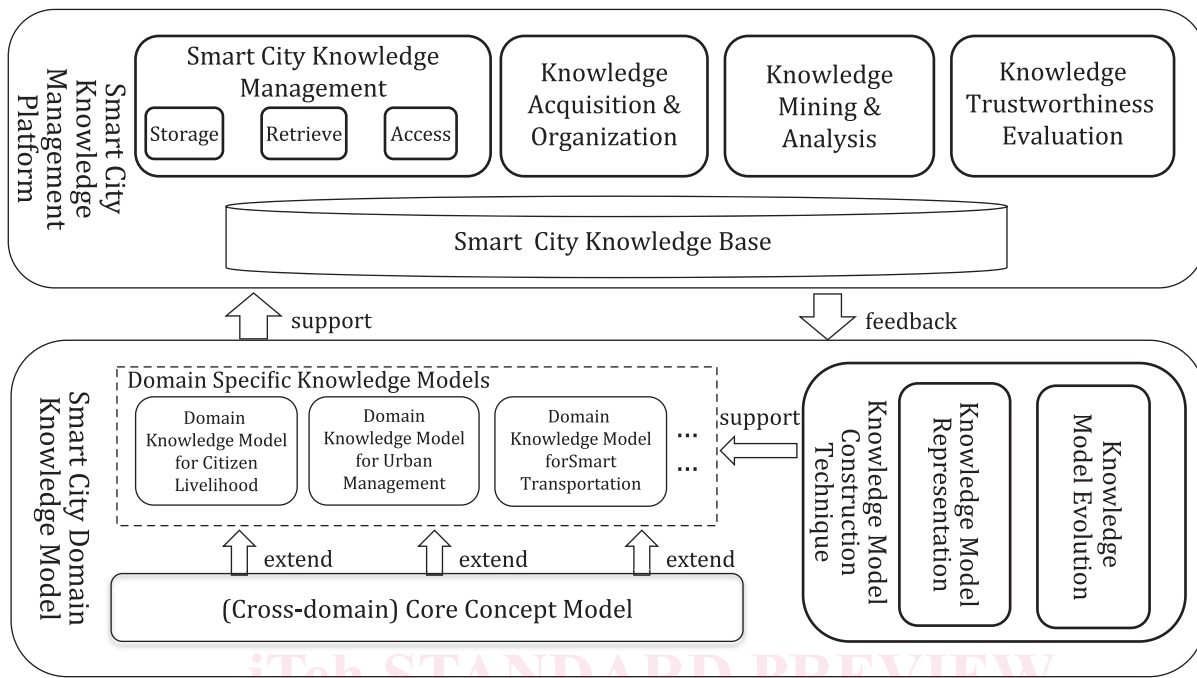 Smart City
Knowledge
Management
Platform
Smart City Knowledge
Management
Storage
Retrieve
Access
Knowledge
Acquisition &
Organization
Knowledge
Mining &
Analysis
Knowledge
Trustworthiness
Evaluation
Smart City Knowledge Base
support
feedback
Smart City Domain
Knowledge Model
Domain Specific Knowledge Models
Domain
Knowledge Model
for Citizen
Livelihood
Domain
Knowledge Model
for Urban
Management
Domain
Knowledge Model
forSmart
Transportation
...
...
support
Knowledge Model
Construction
Technique
Knowledge Model
Representation
Knowledge
Model Evolution
extend
extend
extend
(Cross-domain) Core Concept Model
iTeh STANDARD PREVIEW